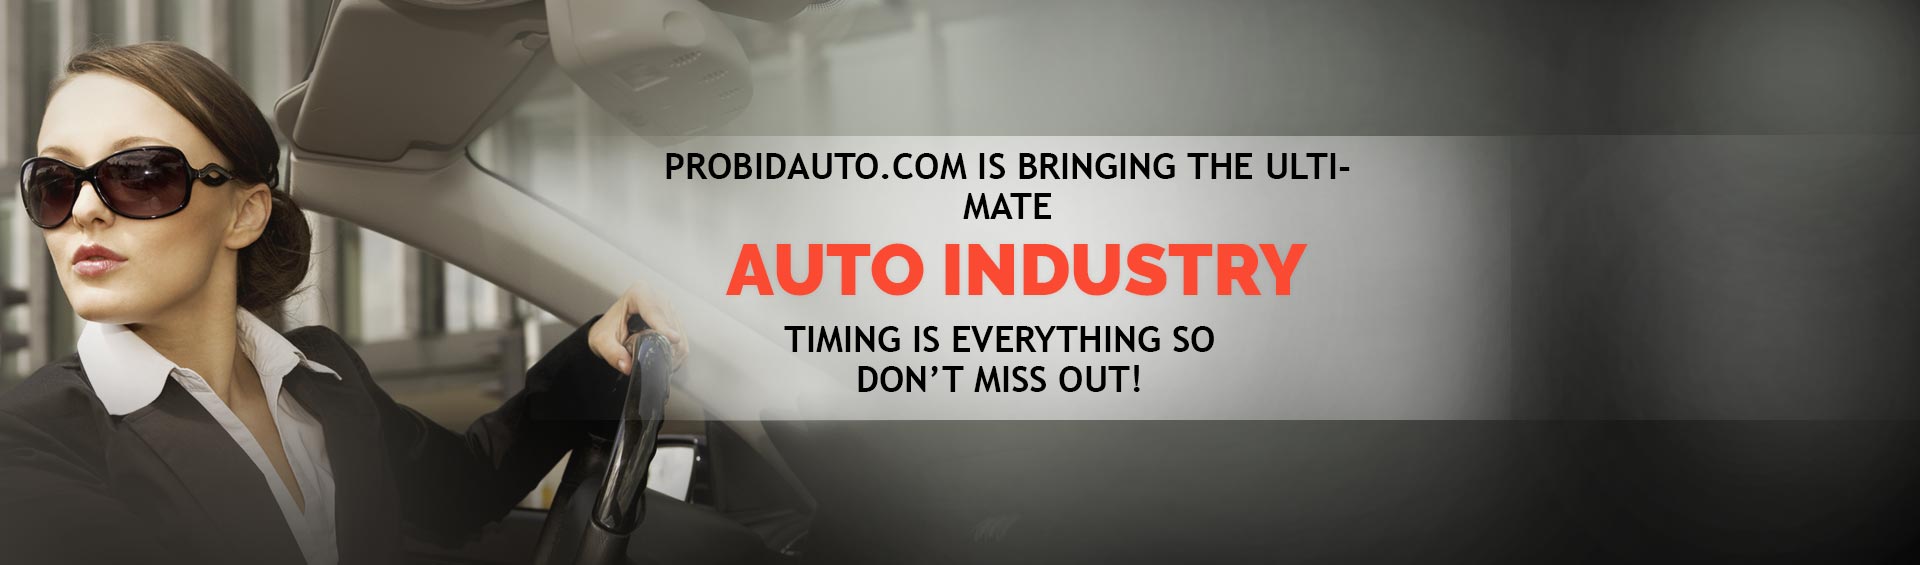 PROBIDAUTO.COM IS BRINGING THE ULTI-
MATE
AUTO INDUSTRY
TIMING IS EVERYTHING SO
DON’T MISS OUT!